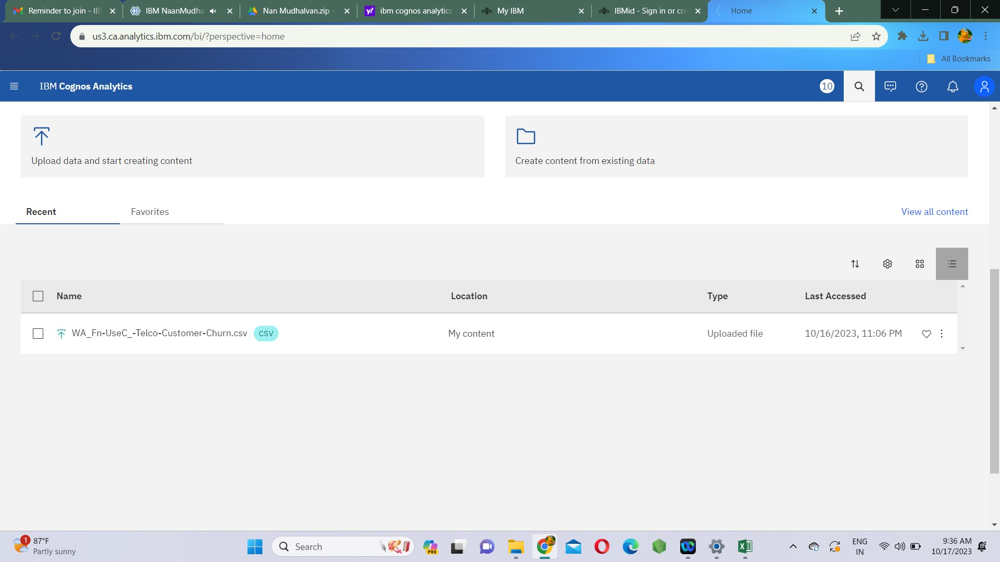 Reminder to join - IB
IBM NaanMudha
Nan Mudhalvan.zip -
ibm cognos analytics
My IBM
IBMid - Sign in or cre
Home
us3.ca.analytics.ibm.com/bi/?perspective=home
All Bookmarks
IBM Cognos Analytics
10
Upload data and start creating content
Create content from existing data
Recent
Favorites
View all content
Name
Location
Type
Last Accessed
WA_Fn-UseC_-Telco-Customer-Churn.csv
CSV
My content
Uploaded file
10/16/2023, 11:06 PM
1
87°F
Partly sunny
Search
PRE
ENG
IN
9:36 AM
10/17/2023